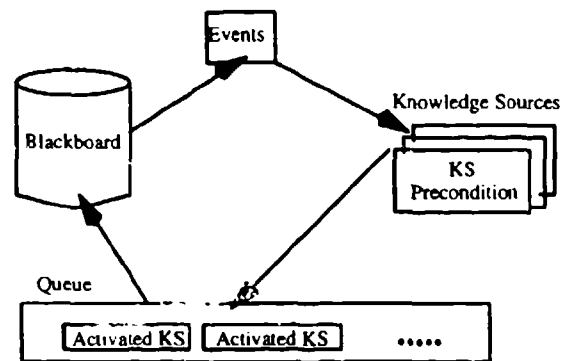 Events
Knowledge Sources
Blackboard
KS
Precondition
Queue
Activated KS
Activated KS
.....